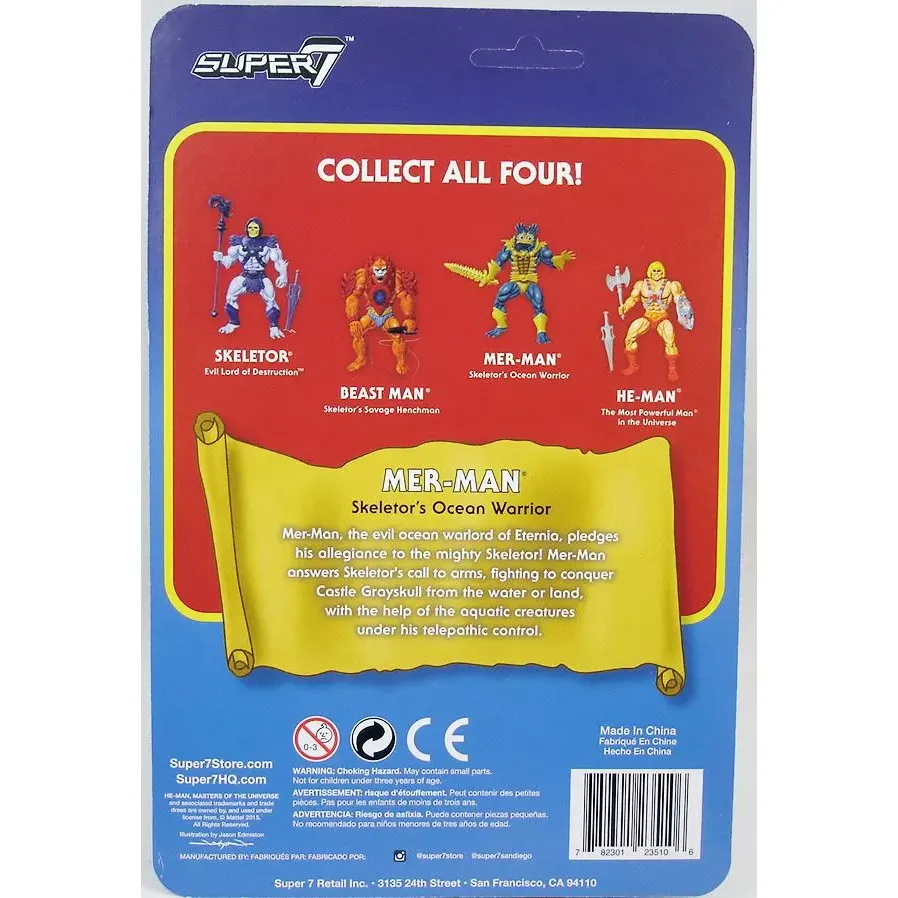 SUPER7™
COLLECT ALL FOUR!
SKELETOR®
Evil Lord of Destruction™
BEAST MAN®
Skeletor's Savage Henchman
MER-MAN®
Skeletor's Ocean Warrior
HE-MAN®
The Most Powerful Man®
in the Universe
MER-MAN®
Skeletor's Ocean Warrior
Mer-Man, the evil ocean warlord of Eternia, pledges
his allegiance to the mighty Skeletor! Mer-Man
answers Skeletor's call to arms, fighting to conquer
Castle Grayskull from the water or land,
with the help of the aquatic creatures
under his telepathic control.
0-3
CE
Made In China
Fabriqué En Chine
Hecho En China
Super7Store.com
Super7HQ.com
HE-MAN, MASTERS OF THE UNIVERSE
and associated trademarks and trade
dress are owned by, and used under
license from, © Mattel 2015.
All Rights Reserved.
Illustration by Jason Edmiston
WARNING: Choking Hazard. May contain small parts.
Not for children under three years of age.
AVERTISSEMENT: risque d'étouffement. Peut contenir des petites
pièces. Pas pour les enfants de moins de trois ans.
ADVERTENCIA: Riesgo de asfixia. Puede contener piezas pequeñas.
No recomendado para niños menores de tres años de edad.
7 82301 23510 6
MANUFACTURED BY: FABRIQUÉS PAR: FABRICADO POR:
@super7store @super7sandiego
Super 7 Retail Inc. • 3135 24th Street • San Francisco, CA 94110